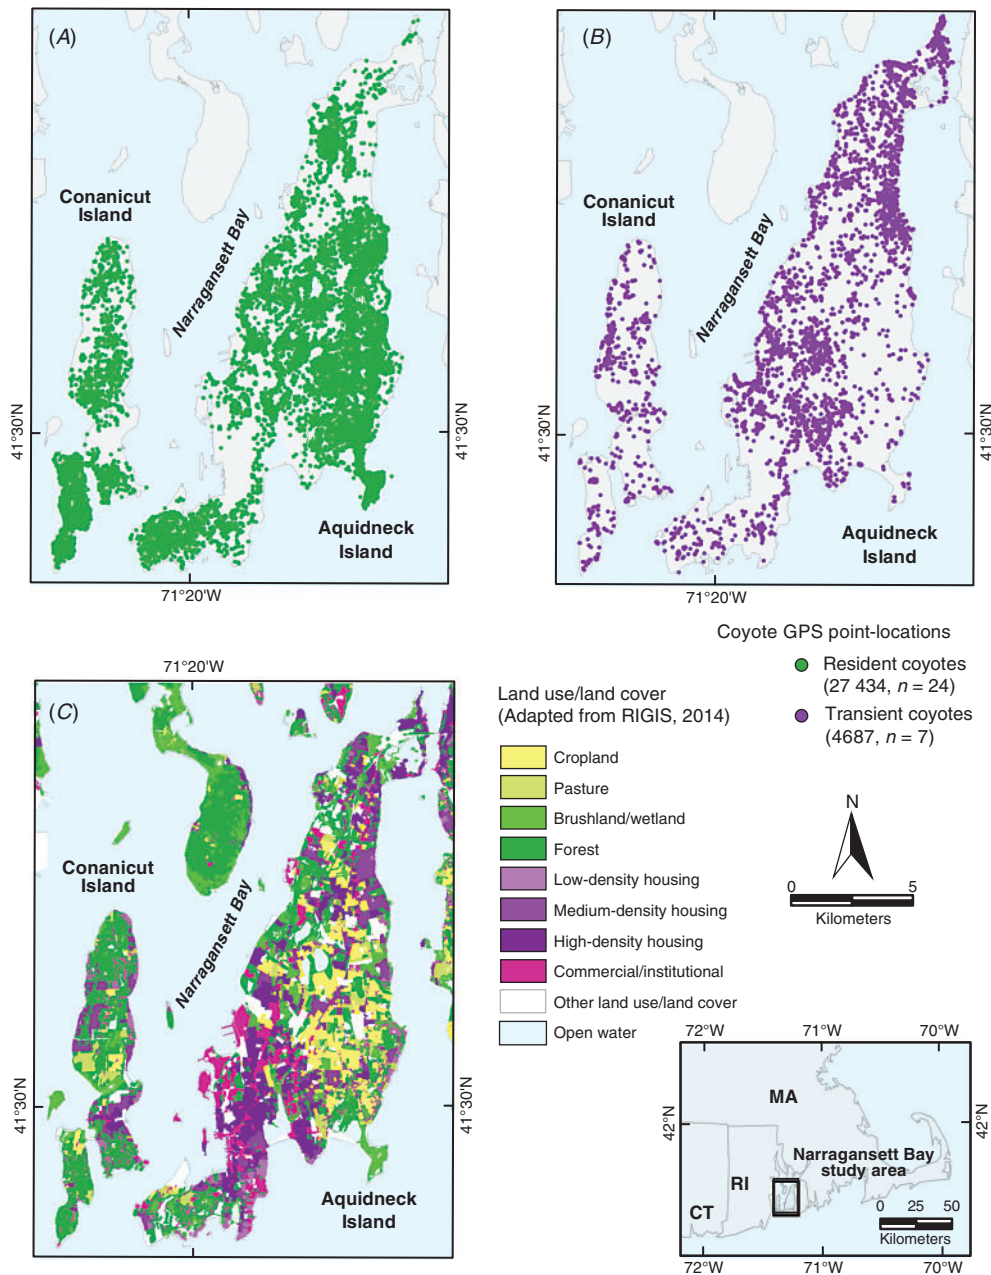 (A)
Conanicut
Island
Narragansett Bay
Aquidneck
Island
41°30'N
41°30'N
71°20'W
(B)
Conanicut
Island
Narragansett Bay
Aquidneck
Island
41°30'N
71°20'W
Coyote GPS point-locations
Resident coyotes
(27 434, n = 24)
Transient coyotes
(4687, n = 7)
71°20'W
(C)
Conanicut
Island
Narragansett Bay
Aquidneck
Island
41°30'N
41°30'N
Land use/land cover
(Adapted from RIGIS, 2014)
Cropland
Pasture
Brushland/wetland
Forest
Low-density housing
Medium-density housing
High-density housing
Commercial/institutional
Other land use/land cover
Open water
N
0 5
Kilometers
72°W 71°W 70°W
42°N
42°N
MA
Narragansett Bay
study area
RI
CT
0 25 50
Kilometers
72°W 71°W 70°W